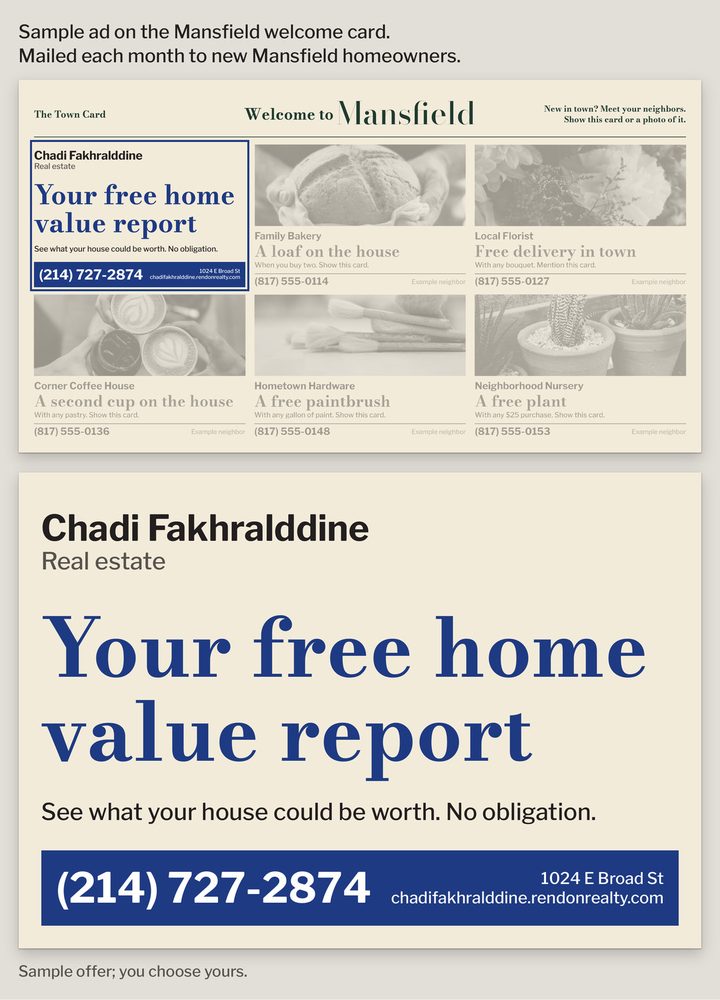 Sample ad on the Mansfield welcome card.
Mailed each month to new Mansfield homeowners.
The Town Card
Welcome to Mansfield
New in town? Meet your neighbors.
Show this card or a photo of it.
Chadi Fakhralddine
Real estate
Your free home
value report
See what your house could be worth. No obligation.
(214) 727-2874
1024 E Broad St
chadifakhralddine.rendonrealty.com
Family Bakery
A loaf on the house
When you buy two. Show this card.
(817) 555-0114
Example neighbor
Local Florist
Free delivery in town
With any bouquet. Mention this card.
(817) 555-0127
Example neighbor
Corner Coffee House
A second cup on the house
With any pastry. Show this card.
(817) 555-0136
Example neighbor
Hometown Hardware
A free paintbrush
With any gallon of paint. Show this card.
(817) 555-0148
Example neighbor
Neighborhood Nursery
A free plant
With any $25 purchase. Show this card.
(817) 555-0153
Example neighbor
Chadi Fakhralddine
Real estate
Your free home
value report
See what your house could be worth. No obligation.
(214) 727-2874
1024 E Broad St
chadifakhralddine.rendonrealty.com
Sample offer; you choose yours.